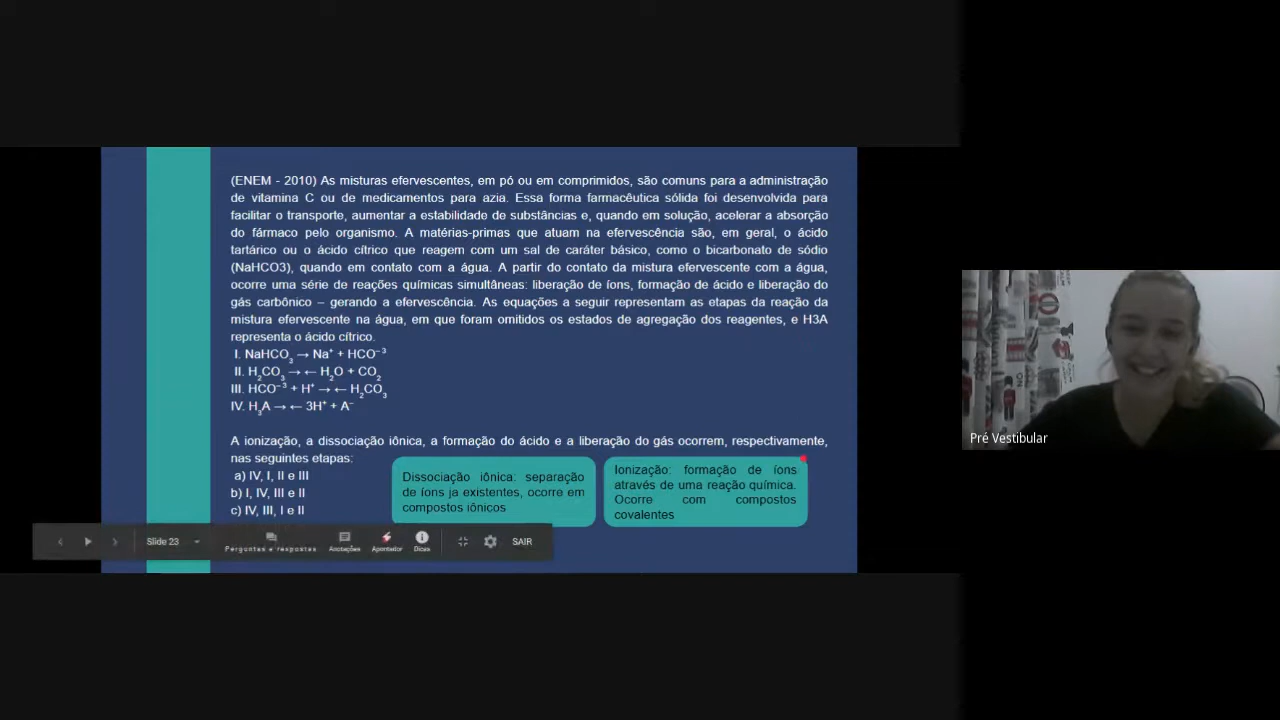 (ENEM - 2010) As misturas efervescentes, em pó ou em comprimidos, são comuns para a administração
de vitamina C ou de medicamentos para azia. Essa forma farmacêutica sólida foi desenvolvida para
facilitar o transporte, aumentar a estabilidade de substâncias e, quando em solução, acelerar a absorção
do fármaco pelo organismo. A matérias-primas que atuam na efervescência são, em geral, o ácido
tartárico ou o ácido cítrico que reagem com um sal de caráter básico, como o bicarbonato de sódio
(NaHCO3), quando em contato com a água. A partir do contato da mistura efervescente com a água,
ocorre uma série de reações químicas simultâneas: liberação de íons, formação de ácido e liberação do
gás carbônico – gerando a efervescência. As equações a seguir representam as etapas da reação da
mistura efervescente na água, em que foram omitidos os estados de agregação dos reagentes, e H3A
representa o ácido cítrico.
I. NaHCO₃ → Na⁺ + HCO⁻³
II. H₂CO₃ → ← H₂O + CO₂
III. HCO⁻³ + H⁺ → ← H₂CO₃
IV. H₃A → ← 3H⁺ + A⁻
A ionização, a dissociação iônica, a formação do ácido e a liberação do gás ocorrem, respectivamente,
nas seguintes etapas:
a) IV, I, II e III
b) I, IV, III e II
c) IV, III, I e II
Dissociação iônica: separação
de íons ja existentes, ocorre em
compostos iônicos
Ionização: formação de íons
através de uma reação química.
Ocorre com compostos
covalentes
Slide 23
Perguntas e respostas
Anotações
Apontador
Dicas
SAIR
Pré Vestibular